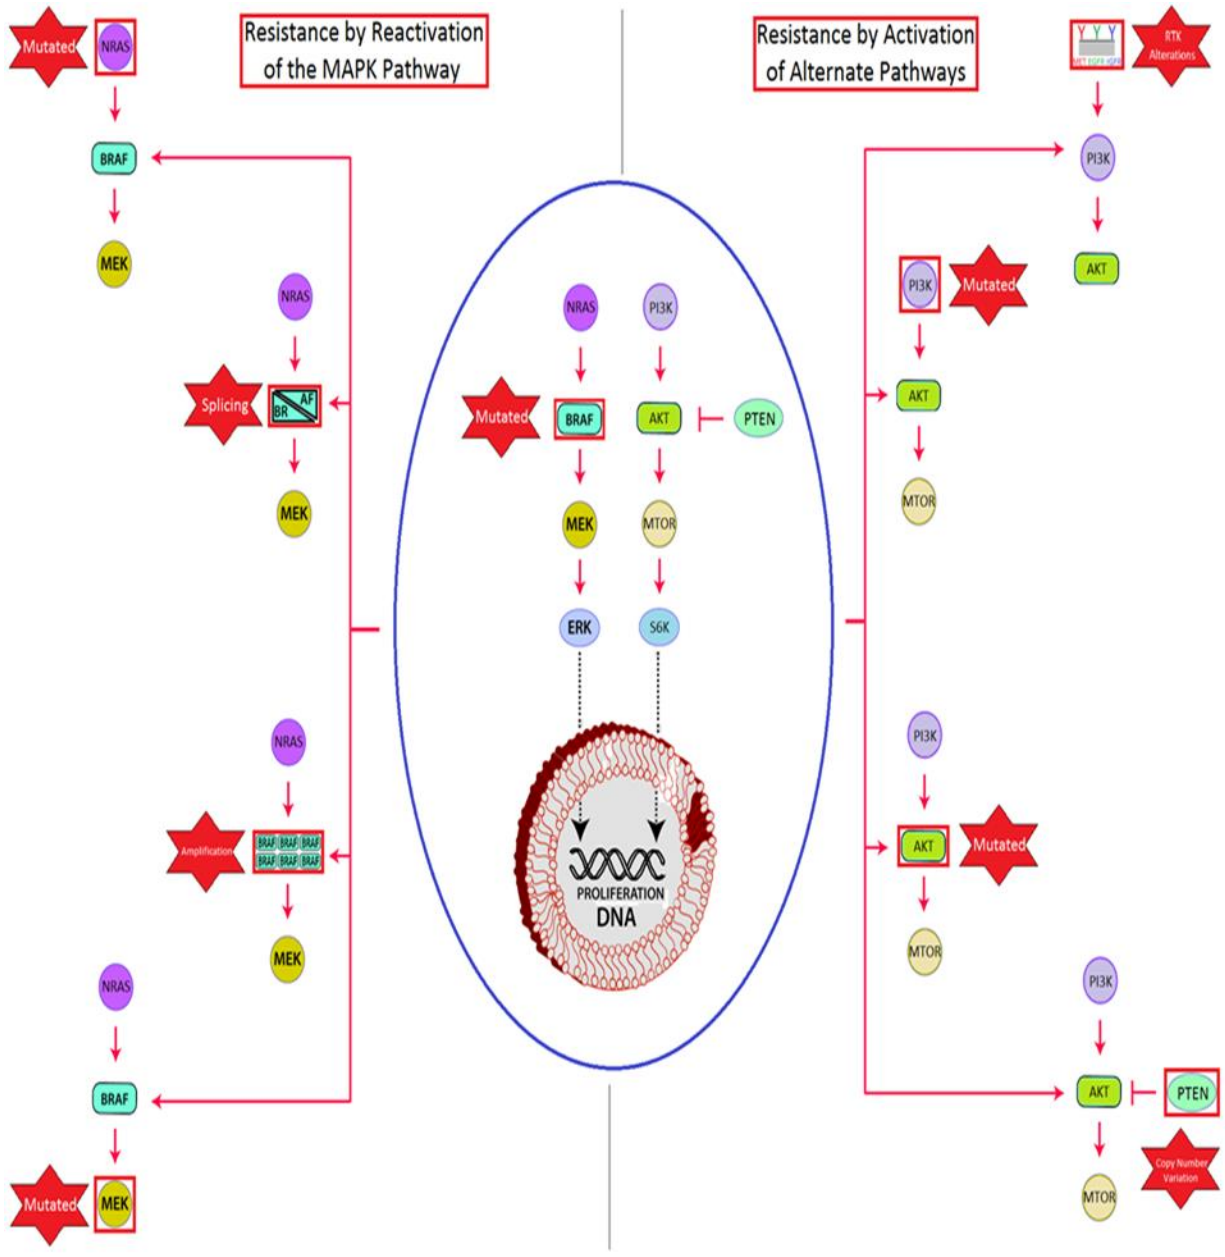 Resistance by Reactivation
of the MAPK Pathway
Mutated
NRAS
BRAF
MEK
NRAS
Splicing
BR
AF
MEK
NRAS
Amplification
BRAF BRAF BRAF
BRAF BRAF BRAF
MEK
NRAS
BRAF
Mutated
MEK
NRAS
PI3K
Mutated
BRAF
AKT
PTEN
MEK
MTOR
ERK
S6K
PROLIFERATION
DNA
Resistance by Activation
of Alternate Pathways
MET EGFR IGFR
RTK
Alterations
PI3K
AKT
PI3K
Mutated
AKT
MTOR
PI3K
AKT
Mutated
MTOR
PI3K
AKT
PTEN
Copy Number
Variation
MTOR